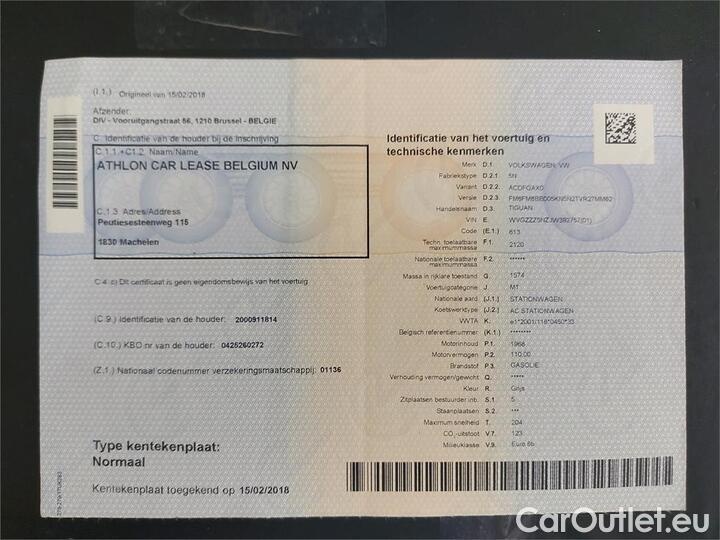 (I.1.) Origineel van 15/02/2018
Afzender:
DIV - Vooruitgangstraat 56, 1210 Brussel - BELGIE
C. Identificatie van de houder bij de inschrijving
C.1.1.+C1.2. Naam/Name
ATHLON CAR LEASE BELGIUM NV
C.1.3. Adres/Address
Peutiesesteenweg 115
1830 Machelen
C.4.c) Dit certificaat is geen eigendomsbewijs van het voertuig
(C.9.) Identificatie van de houder: 2000911814
(C.10.) KBO nr van de houder: 0425260272
(Z.1.) Nationaal codenummer verzekeringsmaatschappij: 01136
Type kentekenplaat:
Normaal
Kentekenplaat toegekend op 15/02/2018
Identificatie van het voertuig en
technische kenmerken
Merk D.1. VOLKSWAGEN, VW
Fabriekstype D.2.1. 5N
Variant D.2.2. ACDFGAX0
Versie D.2.3.
Handelsnaam D.3. TIGUAN
VIN E.
Code (E.1.) 613
Techn. toelaatbare maximummassa F.1. 2120
Nationale toelaatbare maximummassa F.2. ******
Massa in rijklare toestand G. 1574
Voertuigcategorie J. M1
Nationale aard (J.1.) STATIONWAGEN
Koetswerktype (J.2.) AC STATIONWAGEN
VWTA K. e1*2001/116*0450*33
Belgisch referentienummer (K.1.) ********
Motorinhoud P.1. 1968
Motorvermogen P.2. 110.00
Brandstof P.3. GASOLIE
Verhouding vermogen/gewicht Q. *****
Kleur R. Grijs
Zitplaatsen bestuurder inb. S.1. 5
Staanplaatsen S.2. ***
Maximum snelheid T. 204
CO₂-uitstoot V.7. 123
Milieuklasse V.9. Euro 6b
CarOutlet.eu